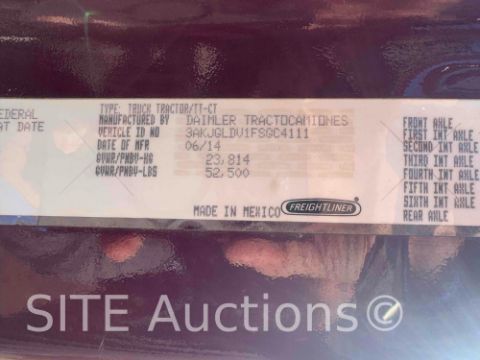 TYPE: TRUCK TRACTOR/TT-CT
MANUFACTURED BY DAIMLER TRACTOCAMIONES
VEHICLE ID NO 3AKJGLDV1FSGC4111
DATE OF MFR 06/14
GVWR/PNBV-KG 23,814
GVWR/PNBV-LBS 52,500
MADE IN MEXICO FREIGHTLINER
EDERAL
AT DATE
FRONT AXLE
FIRST INT AXLE
SECOND INT AXLE
THIRD INT AXLE
FOURTH INT AXLE
FIFTH INT AXLE
SIXTH INT AXLE
REAR AXLE
SITE Auctions©